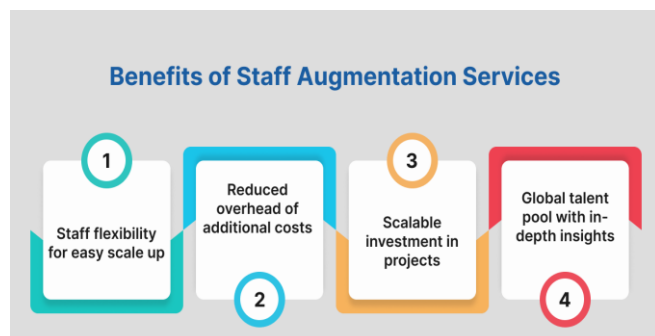 Benefits of Staff Augmentation Services
1
Staff flexibility
for easy scale up
Reduced
overhead of
additional costs
2
3
Scalable
investment in
projects
Global talent
pool with in-
depth insights
4